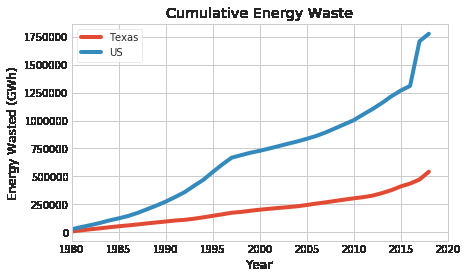 Cumulative Energy Waste
Texas
US
Energy Wasted (GWh)
1750000
1500000
1250000
1000000
750000
500000
250000
0
1980 1985 1990 1995 2000 2005 2010 2015 2020
Year